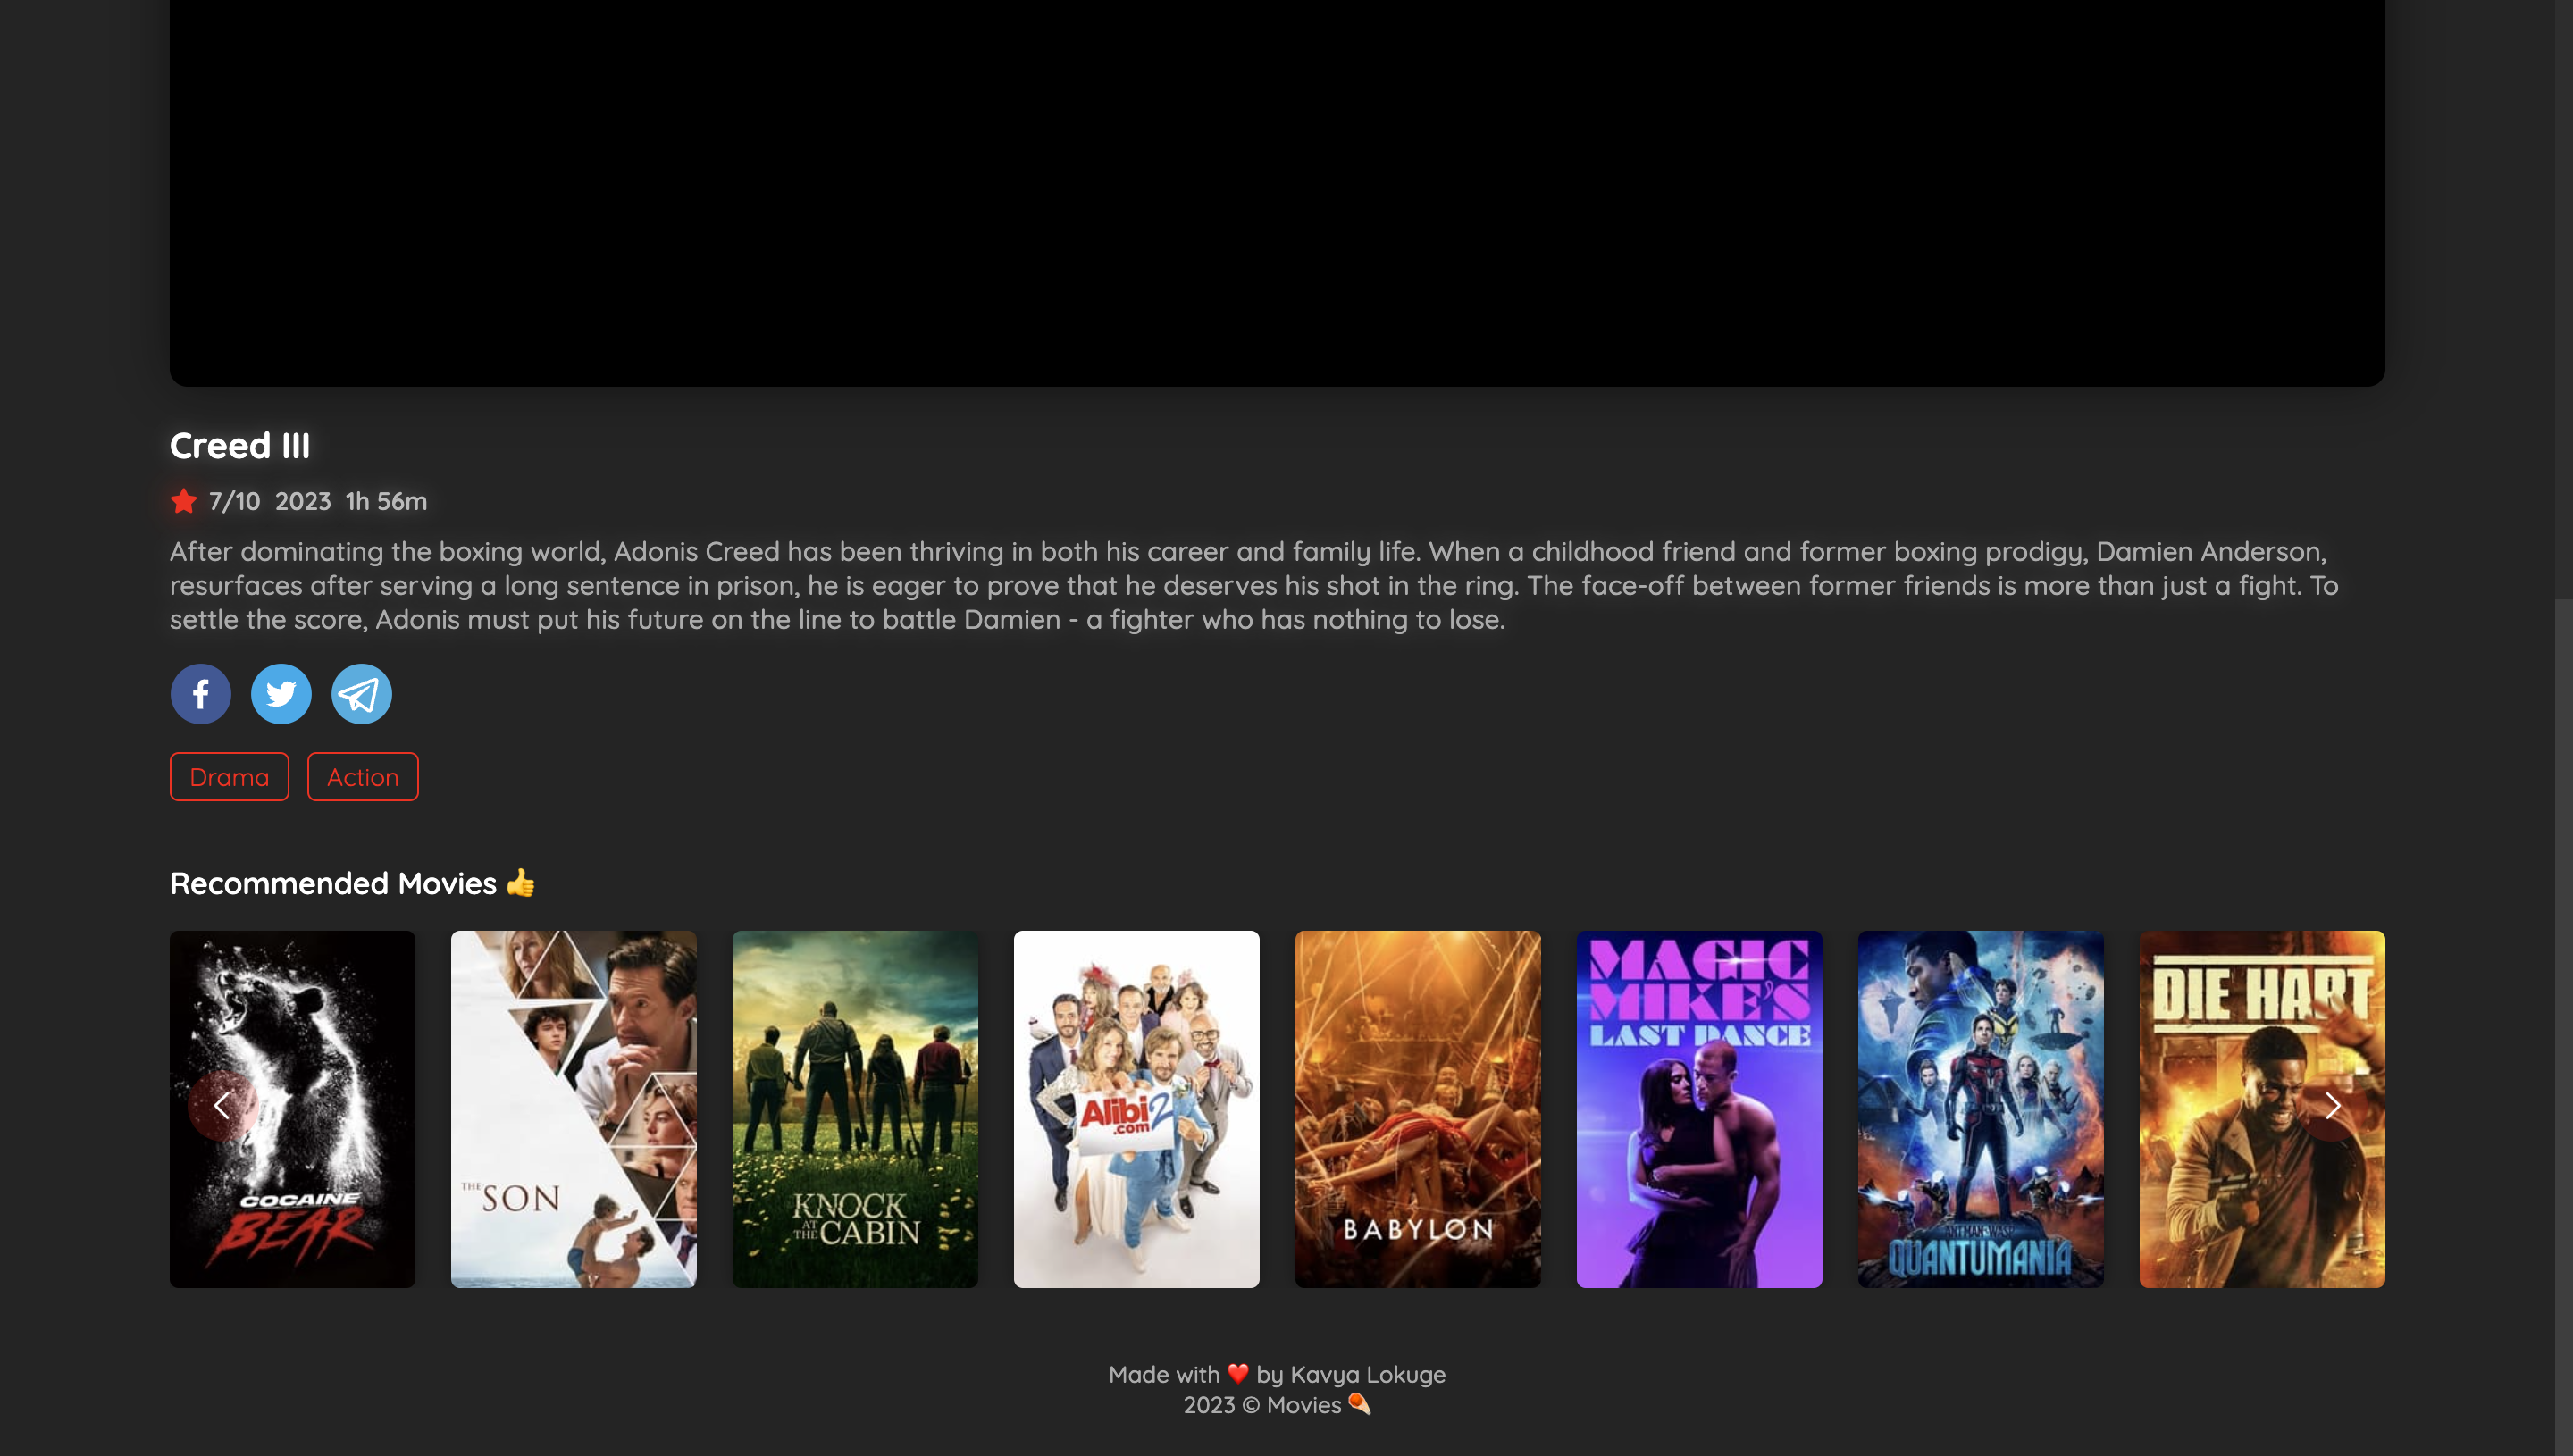 Creed III
7/10 2023 1h 56m
After dominating the boxing world, Adonis Creed has been thriving in both his career and family life. When a childhood friend and former boxing prodigy, Damien Anderson,
resurfaces after serving a long sentence in prison, he is eager to prove that he deserves his shot in the ring. The face-off between former friends is more than just a fight. To
settle the score, Adonis must put his future on the line to battle Damien - a fighter who has nothing to lose.
Drama Action
Recommended Movies 👍
COCAINE
BEAR
THE SON
KNOCK
AT
THE CABIN
Alibi
.com 2
BABYLON
MAGIC
MIKE'S
LAST DANCE
ANT-MAN WASP
QUANTUMANIA
DIE HART
Made with ❤️ by Kavya Lokuge
2023 © Movies 🍖